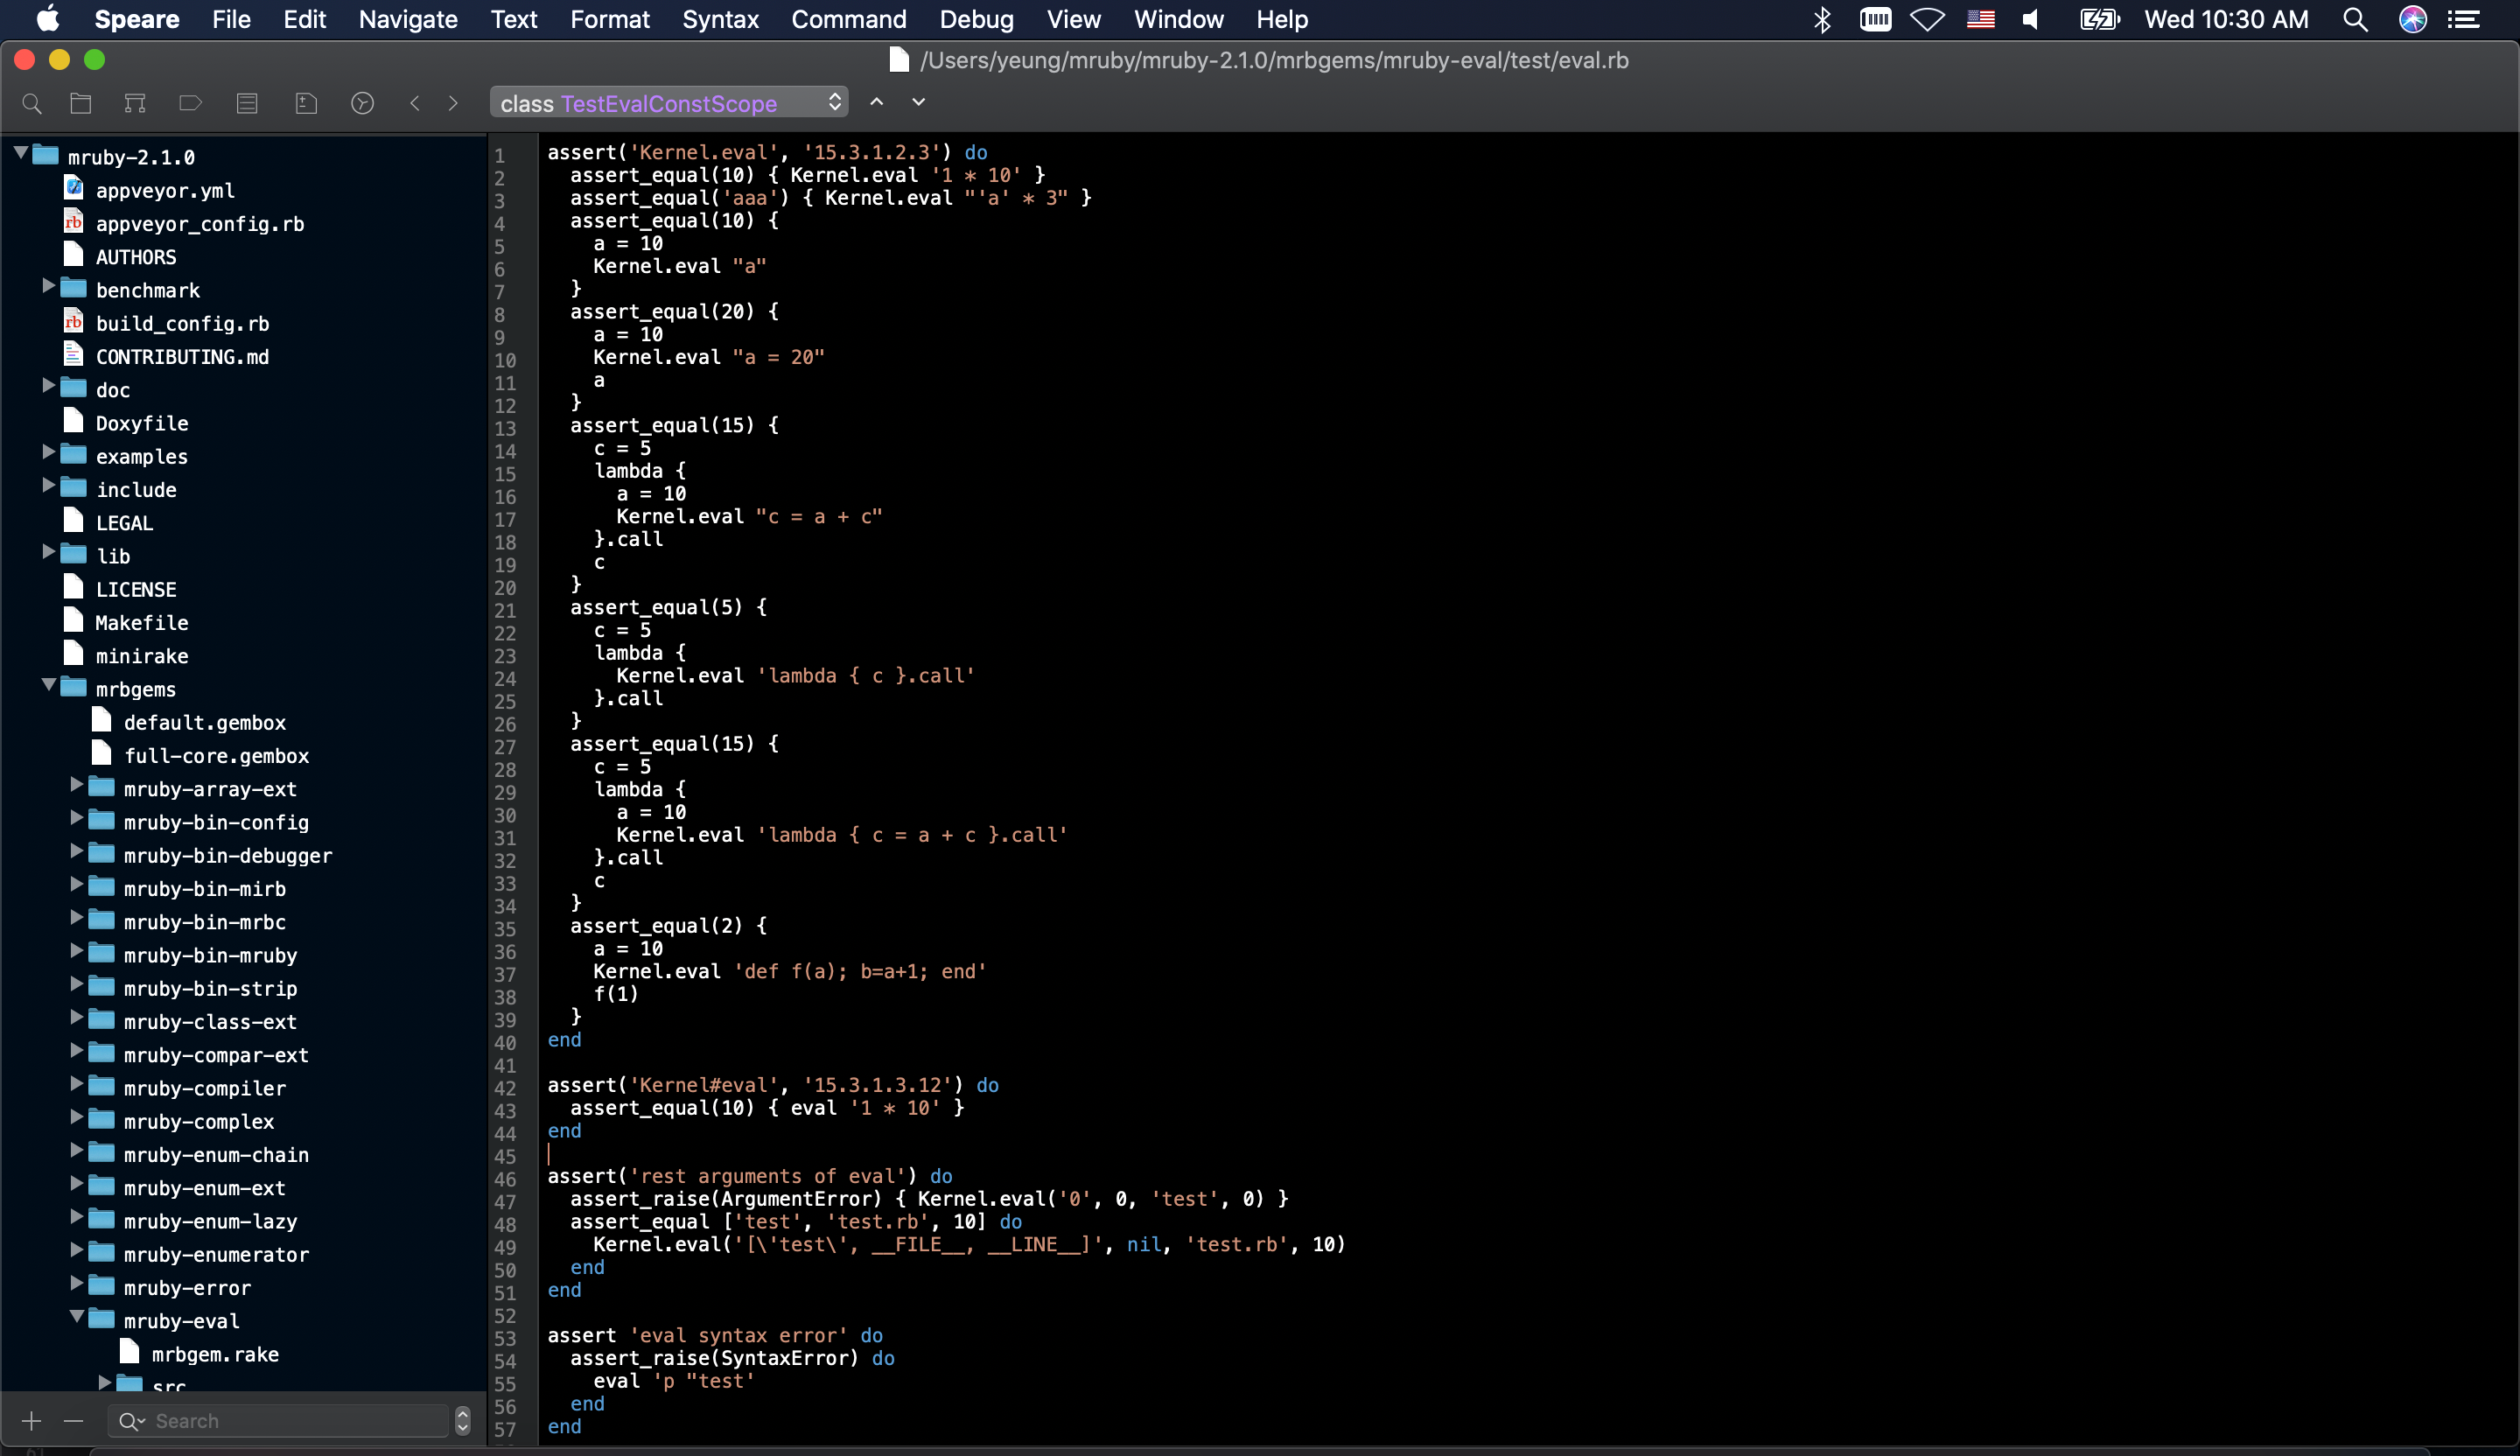 Speare File Edit Navigate Text Format Syntax Command Debug View Window Help Wed 10:30 AM
/Users/yeung/mruby/mruby-2.1.0/mrbgems/mruby-eval/test/eval.rb
class TestEvalConstScope
mruby-2.1.0
appveyor.yml
rb appveyor_config.rb
AUTHORS
benchmark
rb build_config.rb
CONTRIBUTING.md
doc
Doxyfile
examples
include
LEGAL
lib
LICENSE
Makefile
minirake
mrbgems
default.gembox
full-core.gembox
mruby-array-ext
mruby-bin-config
mruby-bin-debugger
mruby-bin-mirb
mruby-bin-mrbc
mruby-bin-mruby
mruby-bin-strip
mruby-class-ext
mruby-compar-ext
mruby-compiler
mruby-complex
mruby-enum-chain
mruby-enum-ext
mruby-enum-lazy
mruby-enumerator
mruby-error
mruby-eval
mrbgem.rake
src
Search
1 assert('Kernel.eval', '15.3.1.2.3') do
2   assert_equal(10) { Kernel.eval '1 * 10' }
3   assert_equal('aaa') { Kernel.eval "'a' * 3" }
4   assert_equal(10) {
5     a = 10
6     Kernel.eval "a"
7   }
8   assert_equal(20) {
9     a = 10
10     Kernel.eval "a = 20"
11     a
12   }
13   assert_equal(15) {
14     c = 5
15     lambda {
16       a = 10
17       Kernel.eval "c = a + c"
18     }.call
19     c
20   }
21   assert_equal(5) {
22     c = 5
23     lambda {
24       Kernel.eval 'lambda { c }.call'
25     }.call
26   }
27   assert_equal(15) {
28     c = 5
29     lambda {
30       a = 10
31       Kernel.eval 'lambda { c = a + c }.call'
32     }.call
33     c
34   }
35   assert_equal(2) {
36     a = 10
37     Kernel.eval 'def f(a); b=a+1; end'
38     f(1)
39   }
40 end
41
42 assert('Kernel#eval', '15.3.1.3.12') do
43   assert_equal(10) { eval '1 * 10' }
44 end
45
46 assert('rest arguments of eval') do
47   assert_raise(ArgumentError) { Kernel.eval('0', 0, 'test', 0) }
48   assert_equal ['test', 'test.rb', 10] do
49     Kernel.eval('[\'test\', __FILE__, __LINE__]', nil, 'test.rb', 10)
50   end
51 end
52
53 assert 'eval syntax error' do
54   assert_raise(SyntaxError) do
55     eval 'p "test'
56   end
57 end